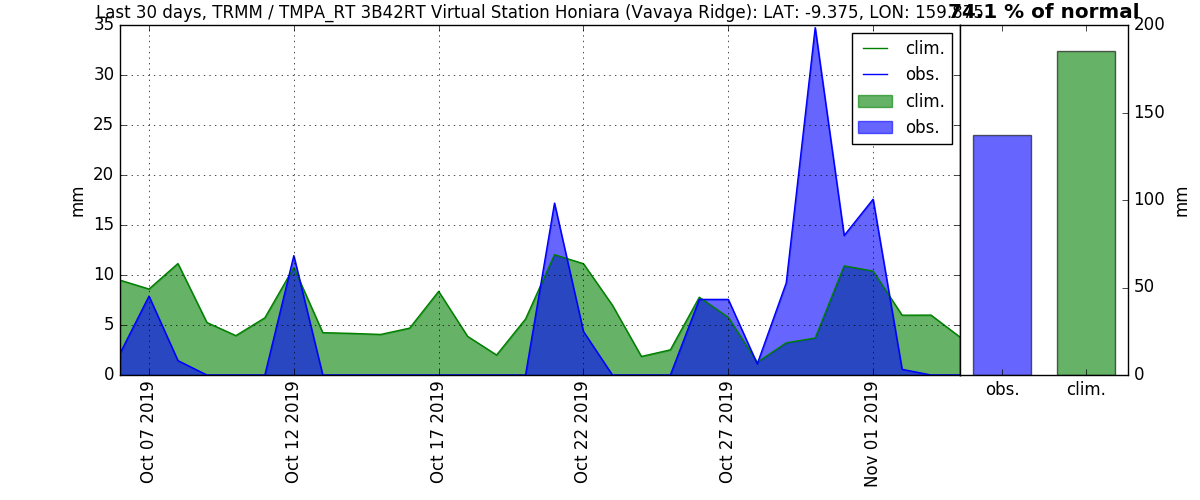 Last 30 days, TRMM / TMPA_RT 3B42RT Virtual Station Honiara (Vavaya Ridge): LAT: -9.375, LON:
74.1 % of normal
35
30
25
20
15
10
5
0
mm
Oct 07 2019
Oct 12 2019
Oct 17 2019
Oct 22 2019
Oct 27 2019
Nov 01 2019
clim.
obs.
clim.
obs.
200
150
100
50
0
mm
obs.
clim.